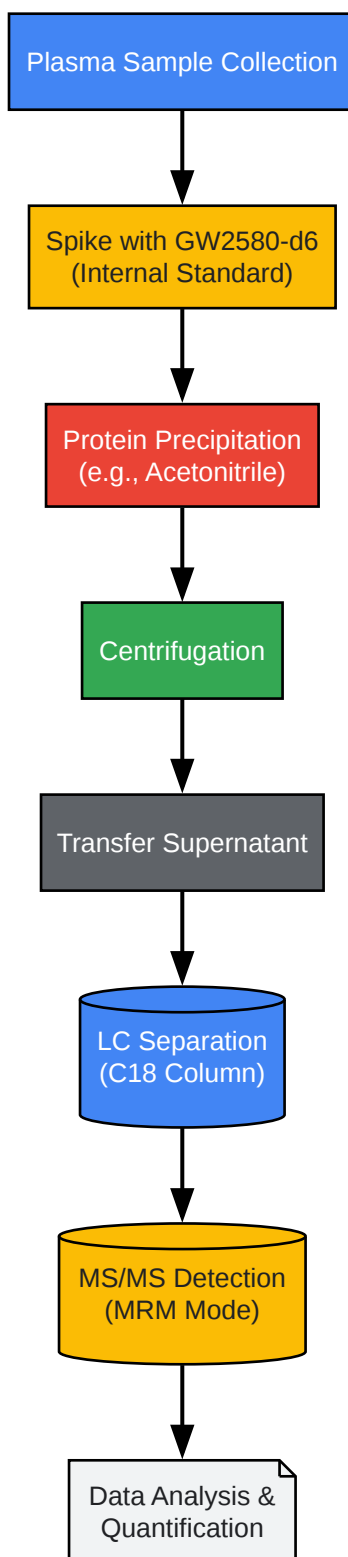 Plasma Sample Collection
Spike with GW2580-d6
(Internal Standard)
Protein Precipitation
(e.g., Acetonitrile)
Centrifugation
Transfer Supernatant
LC Separation
(C18 Column)
MS/MS Detection
(MRM Mode)
Data Analysis &
Quantification